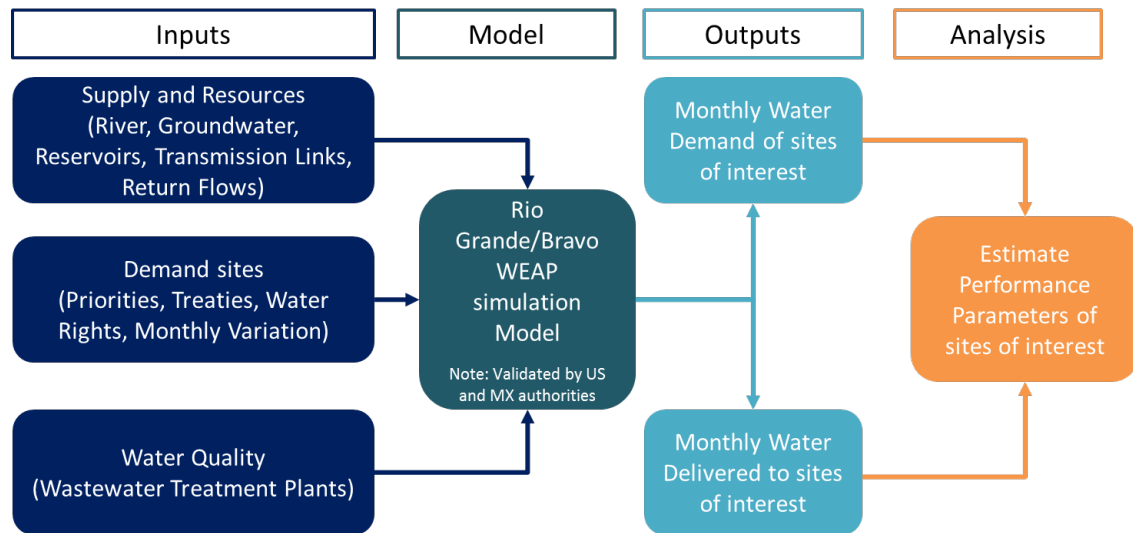 Inputs
Model
Outputs
Analysis
Supply and Resources
(River, Groundwater,
Reservoirs, Transmission Links,
Return Flows)
Demand sites
(Priorities, Treaties, Water
Rights, Monthly Variation)
Water Quality
(Wastewater Treatment Plants)
Rio
Grande/Bravo
WEAP
simulation
Model
Note: Validated by US
and MX authorities
Monthly Water
Demand of sites
of interest
Monthly Water
Delivered to sites
of interest
Estimate
Performance
Parameters of
sites of interest